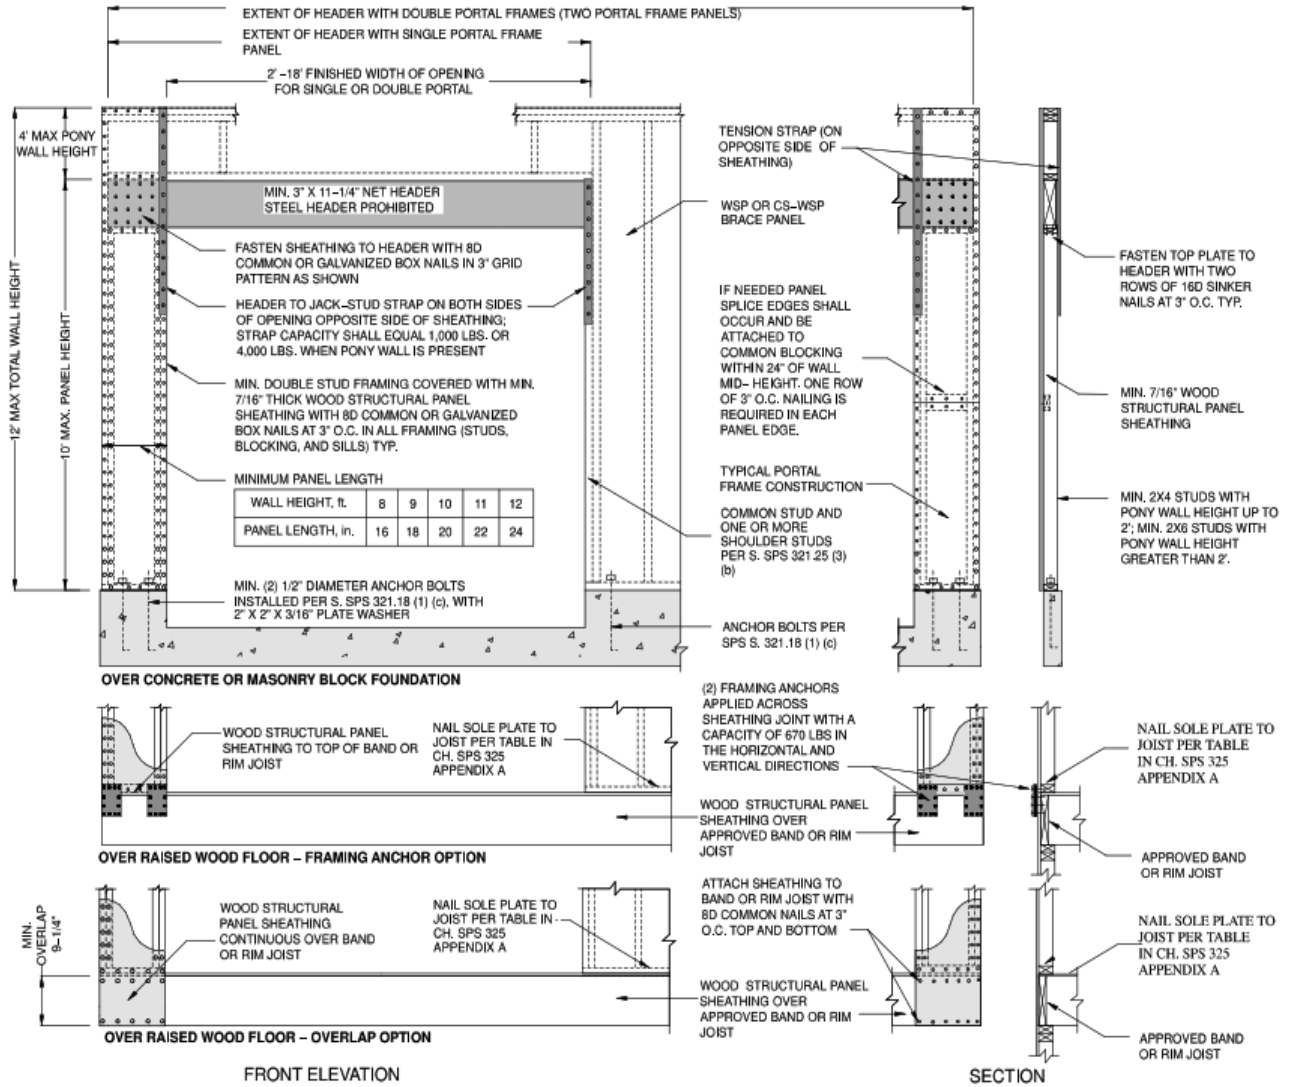 EXTENT OF HEADER WITH DOUBLE PORTAL FRAMES (TWO PORTAL FRAME PANELS)
EXTENT OF HEADER WITH SINGLE PORTAL FRAME
PANEL
2' –18' FINISHED WIDTH OF OPENING
FOR SINGLE OR DOUBLE PORTAL
4' MAX PONY
WALL HEIGHT
12' MAX TOTAL WALL HEIGHT
10' MAX. PANEL HEIGHT
MIN. 3" X 11–1/4" NET HEADER
STEEL HEADER PROHIBITED
FASTEN SHEATHING TO HEADER WITH 8D
COMMON OR GALVANIZED BOX NAILS IN 3" GRID
PATTERN AS SHOWN
HEADER TO JACK–STUD STRAP ON BOTH SIDES
OF OPENING OPPOSITE SIDE OF SHEATHING;
STRAP CAPACITY SHALL EQUAL 1,000 LBS. OR
4,000 LBS. WHEN PONY WALL IS PRESENT
MIN. DOUBLE STUD FRAMING COVERED WITH MIN.
7/16" THICK WOOD STRUCTURAL PANEL
SHEATHING WITH 8D COMMON OR GALVANIZED
BOX NAILS AT 3" O.C. IN ALL FRAMING (STUDS,
BLOCKING, AND SILLS) TYP.
MINIMUM PANEL LENGTH
WALL HEIGHT, ft. 8 9 10 11 12
PANEL LENGTH, in. 16 18 20 22 24
MIN. (2) 1/2" DIAMETER ANCHOR BOLTS
INSTALLED PER S. SPS 321.18 (1) (c), WITH
2" X 2" X 3/16" PLATE WASHER
TENSION STRAP (ON
OPPOSITE SIDE OF
SHEATHING)
WSP OR CS–WSP
BRACE PANEL
IF NEEDED PANEL
SPLICE EDGES SHALL
OCCUR AND BE
ATTACHED TO
COMMON BLOCKING
WITHIN 24" OF WALL
MID– HEIGHT. ONE ROW
OF 3" O.C. NAILING IS
REQUIRED IN EACH
PANEL EDGE.
TYPICAL PORTAL
FRAME CONSTRUCTION
COMMON STUD AND
ONE OR MORE
SHOULDER STUDS
PER S. SPS 321.25 (3)
(b)
ANCHOR BOLTS PER
SPS S. 321.18 (1) (c)
FASTEN TOP PLATE TO
HEADER WITH TWO
ROWS OF 16D SINKER
NAILS AT 3" O.C. TYP.
MIN. 7/16" WOOD
STRUCTURAL PANEL
SHEATHING
MIN. 2X4 STUDS WITH
PONY WALL HEIGHT UP TO
2'; MIN. 2X6 STUDS WITH
PONY WALL HEIGHT
GREATER THAN 2'.
OVER CONCRETE OR MASONRY BLOCK FOUNDATION
WOOD STRUCTURAL PANEL
SHEATHING TO TOP OF BAND OR
RIM JOIST
NAIL SOLE PLATE TO
JOIST PER TABLE IN
CH. SPS 325
APPENDIX A
(2) FRAMING ANCHORS
APPLIED ACROSS
SHEATHING JOINT WITH A
CAPACITY OF 670 LBS IN
THE HORIZONTAL AND
VERTICAL DIRECTIONS
WOOD STRUCTURAL PANEL
SHEATHING OVER
APPROVED BAND OR RIM
JOIST
NAIL SOLE PLATE TO
JOIST PER TABLE
IN CH. SPS 325
APPENDIX A
APPROVED BAND
OR RIM JOIST
OVER RAISED WOOD FLOOR – FRAMING ANCHOR OPTION
MIN.
OVERLAP
9–1/4"
WOOD STRUCTURAL
PANEL SHEATHING
CONTINUOUS OVER BAND
OR RIM JOIST
NAIL SOLE PLATE TO
JOIST PER TABLE IN
CH. SPS 325
APPENDIX A
ATTACH SHEATHING TO
BAND OR RIM JOIST WITH
8D COMMON NAILS AT 3"
O.C. TOP AND BOTTOM
WOOD STRUCTURAL PANEL
SHEATHING OVER
APPROVED BAND OR RIM
JOIST
NAIL SOLE PLATE TO
JOIST PER TABLE
IN CH. SPS 325
APPENDIX A
APPROVED BAND
OR RIM JOIST
OVER RAISED WOOD FLOOR – OVERLAP OPTION
FRONT ELEVATION
SECTION